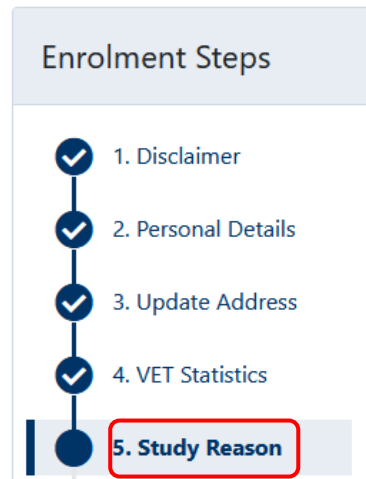 Enrolment Steps
1. Disclaimer
2. Personal Details
3. Update Address
4. VET Statistics
5. Study Reason